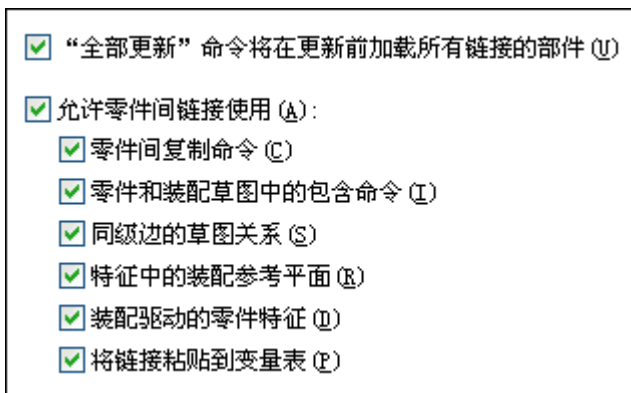 “全部更新”命令将在更新前加载所有链接的部件(U)
允许零件间链接使用(A):
零件间复制命令(C)
零件和装配草图中的包含命令(I)
同级边的草图关系(S)
特征中的装配参考平面(R)
装配驱动的零件特征(D)
将链接粘贴到变量表(P)